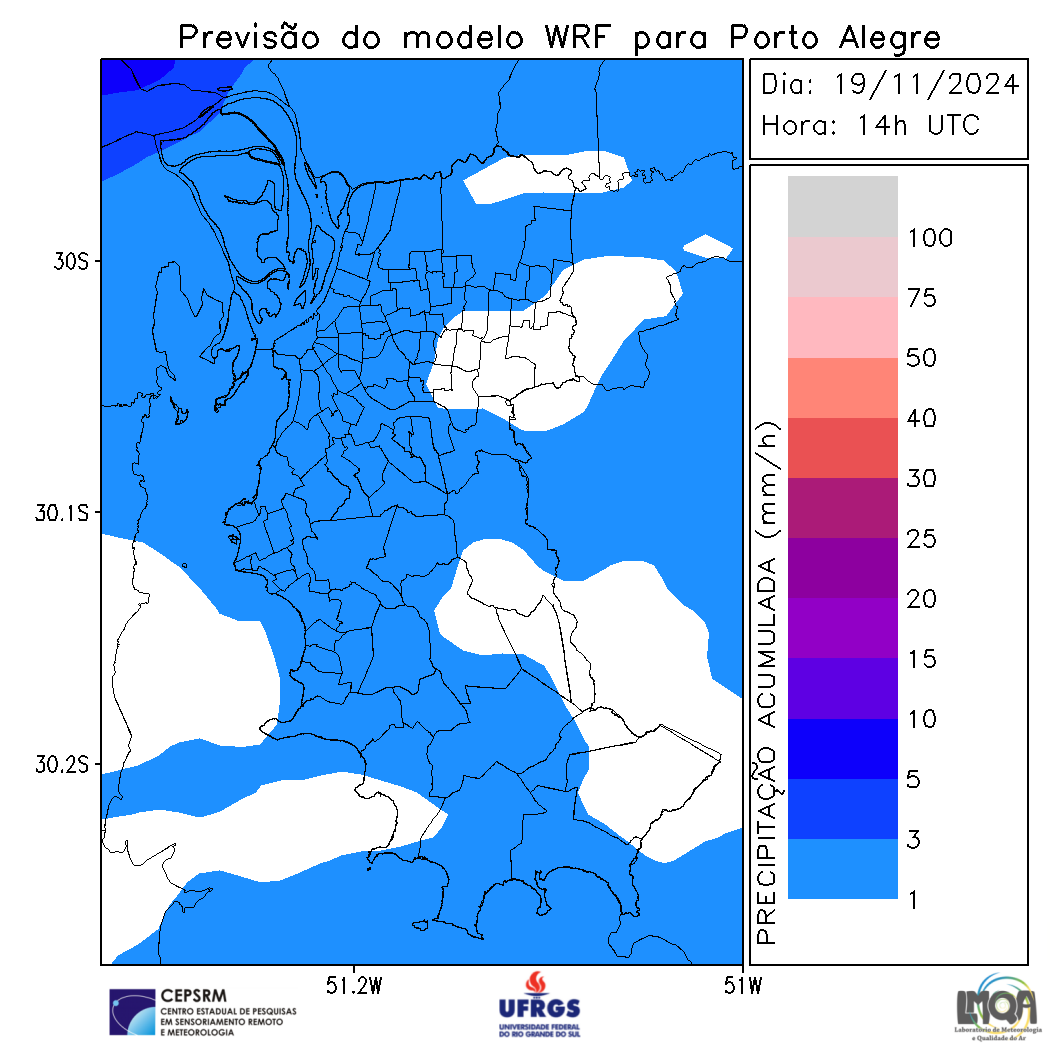 Previsão do modelo WRF para Porto Alegre
Dia: 19/11/2024
Hora: 14h UTC
30S
30.1S
30.2S
51.2W
51W
PRECIPITAÇÃO ACUMULADA (mm/h)
100
75
50
40
30
25
20
15
10
5
3
1
CEPSRM
CENTRO ESTADUAL DE PESQUISAS
EM SENSORIAMENTO REMOTO
E METEOROLOGIA
UFRGS
UNIVERSIDADE FEDERAL
DO RIO GRANDE DO SUL
LMQA
Laboratório de Meteorologia
e Qualidade do Ar